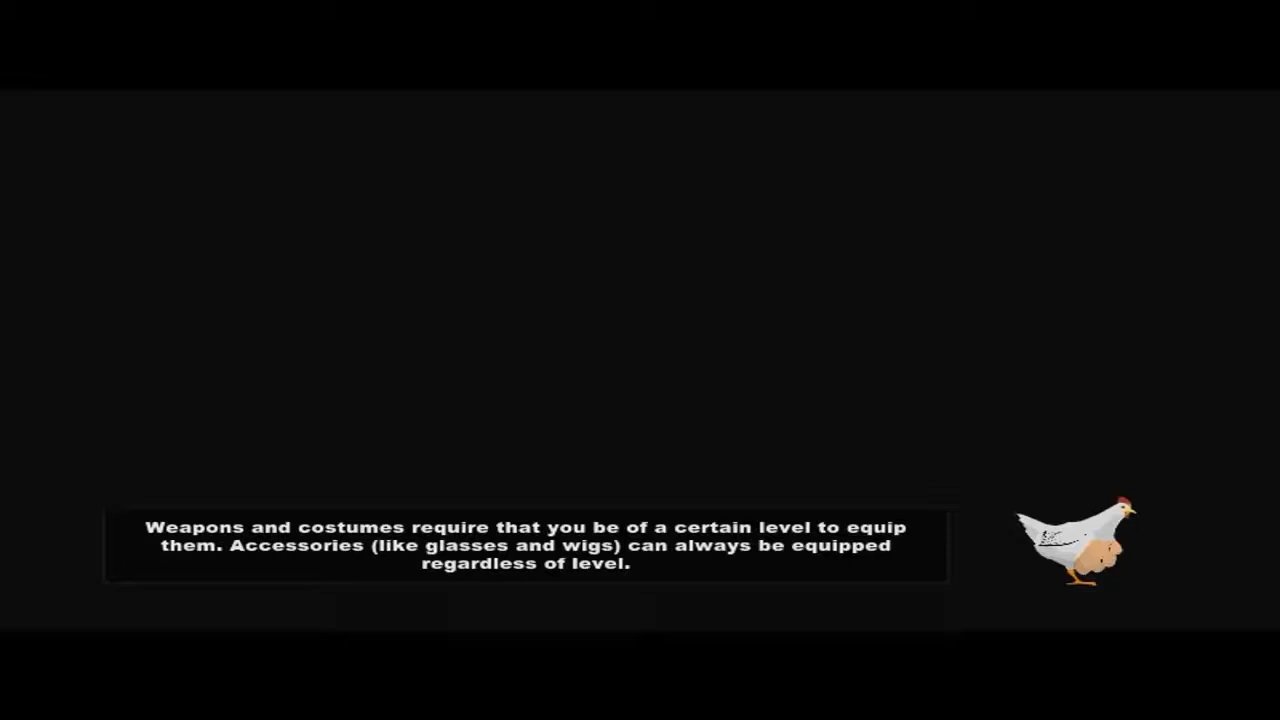 Weapons and costumes require that you be of a certain level to equip
them. Accessories (like glasses and wigs) can always be equipped
regardless of level.